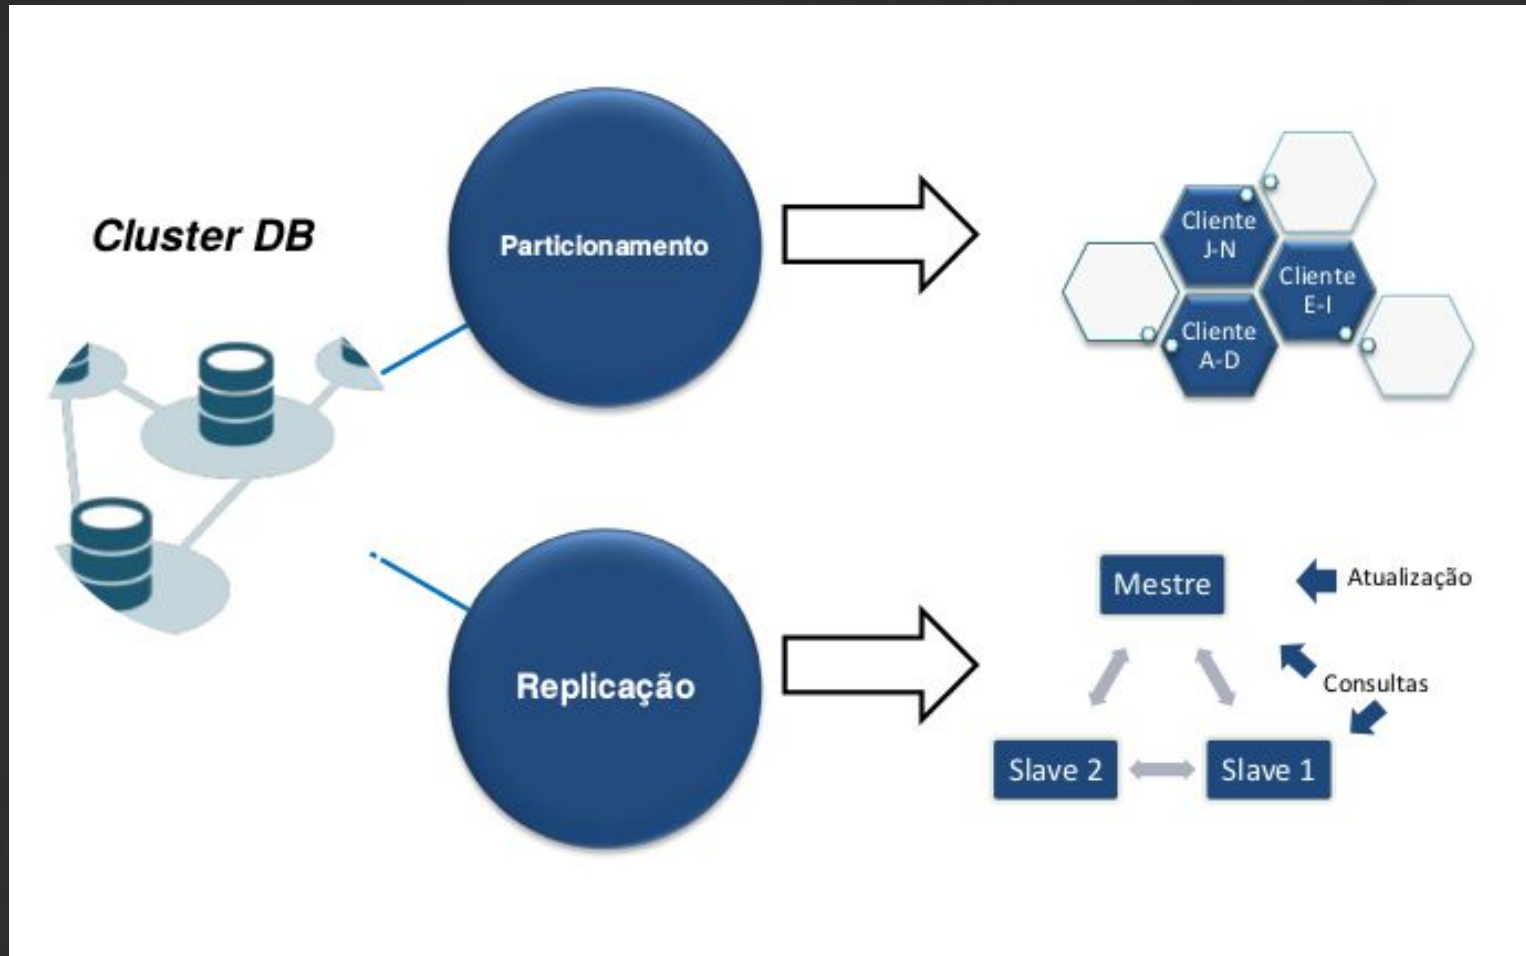 Cluster DB
Particionamento
Cliente
J-N
Cliente
E-I
Cliente
A-D
Replicação
Mestre
Atualização
Consultas
Slave 2
Slave 1